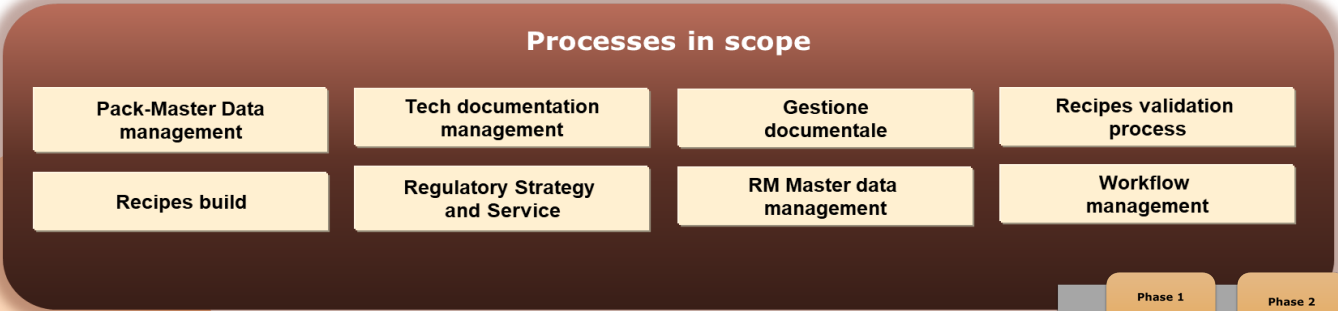 Processes in scope
Pack-Master Data
management
Tech documentation
management
Gestione
documentale
Recipes validation
process
Recipes build
Regulatory Strategy
and Service
RM Master data
management
Workflow
management
Phase 1
Phase 2